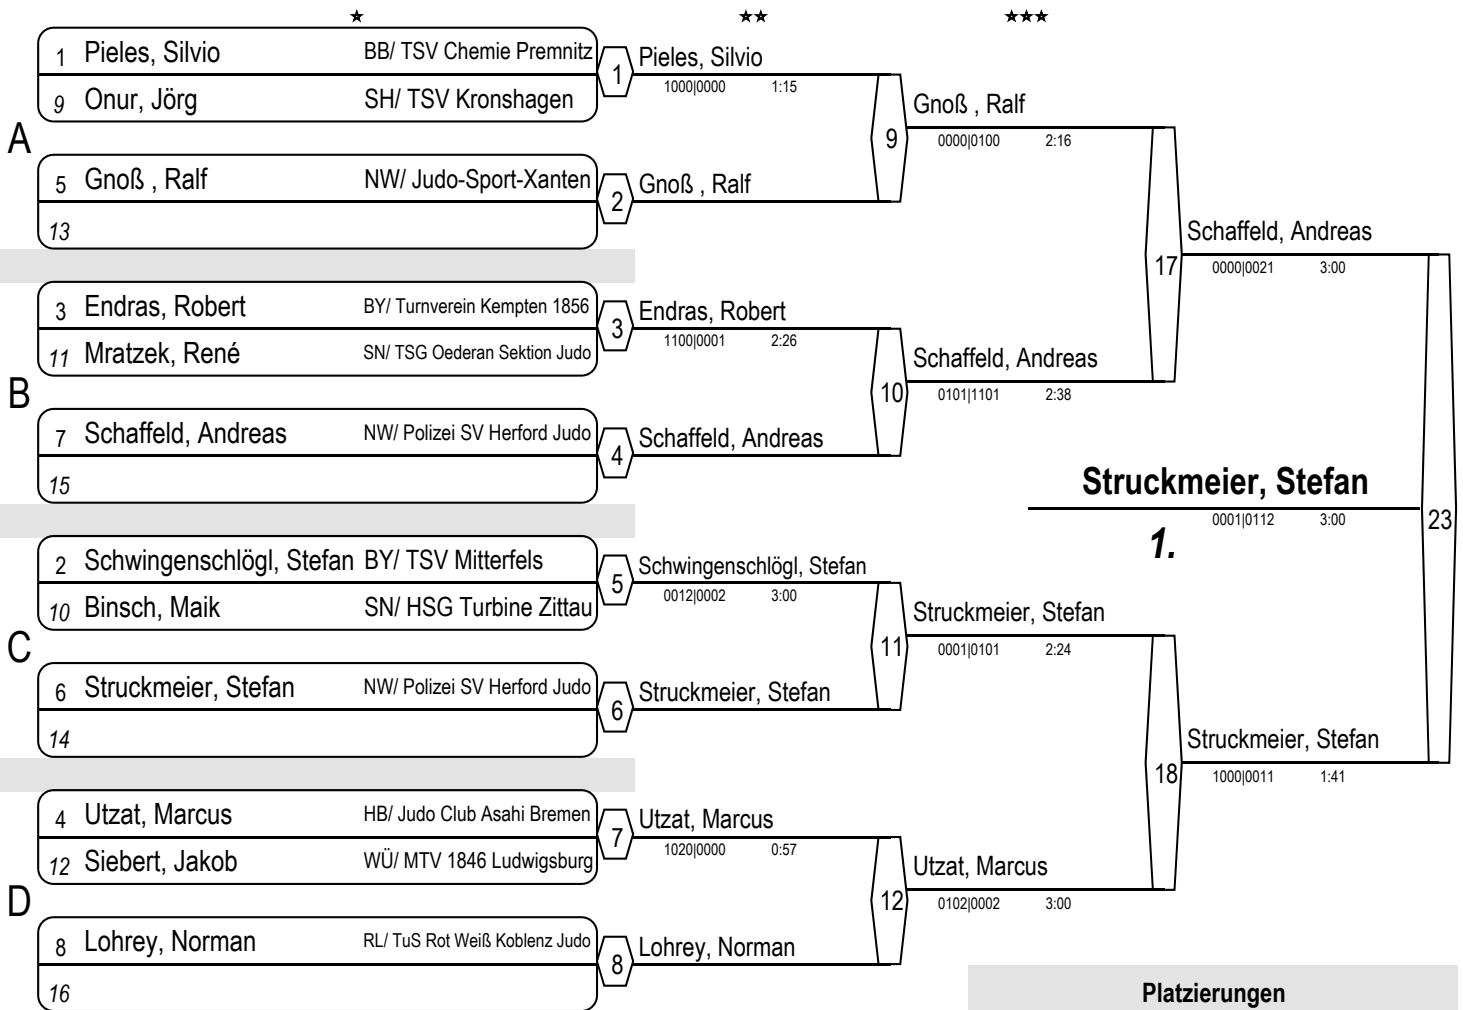 ★ ★★ ★★★
A
1 Pieles, Silvio BB/ TSV Chemie Premnitz
9 Onur, Jörg SH/ TSV Kronshagen
1
5 Gnoß , Ralf NW/ Judo-Sport-Xanten
13
2
B
3 Endras, Robert BY/ Turnverein Kempten 1856
11 Mratzek, René SN/ TSG Oederan Sektion Judo
3
7 Schaffeld, Andreas NW/ Polizei SV Herford Judo
15
4
C
2 Schwingenschlögl, Stefan BY/ TSV Mitterfels
10 Binsch, Maik SN/ HSG Turbine Zittau
5
6 Struckmeier, Stefan NW/ Polizei SV Herford Judo
14
6
D
4 Utzat, Marcus HB/ Judo Club Asahi Bremen
12 Siebert, Jakob WÜ/ MTV 1846 Ludwigsburg
7
8 Lohrey, Norman RL/ TuS Rot Weiß Koblenz Judo
16
8
Pieles, Silvio
1000|0000 1:15
Gnoß , Ralf
9
Endras, Robert
1100|0001 2:26
Schaffeld, Andreas
10
Schwingenschlögl, Stefan
0012|0002 3:00
Struckmeier, Stefan
11
Utzat, Marcus
1020|0000 0:57
Lohrey, Norman
12
Gnoß , Ralf
0000|0100 2:16
Schaffeld, Andreas
0101|1101 2:38
17
Struckmeier, Stefan
0001|0101 2:24
Utzat, Marcus
0102|0002 3:00
18
Schaffeld, Andreas
0000|0021 3:00
Struckmeier, Stefan
1000|0011 1:41
23
Struckmeier, Stefan
0001|0112 3:00
1.
Platzierungen